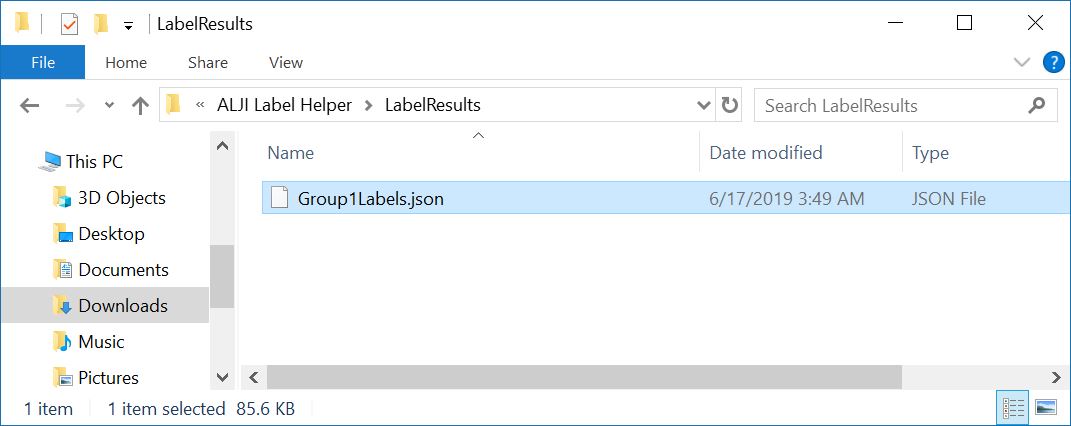 LabelResults
File Home Share View ?
« ALJI Label Helper > LabelResults Search LabelResults
Name Date modified Type
This PC
Group1Labels.json 6/17/2019 3:49 AM JSON File
3D Objects
Desktop
Documents
Downloads
Music
Pictures
1 item 1 item selected 85.6 KB